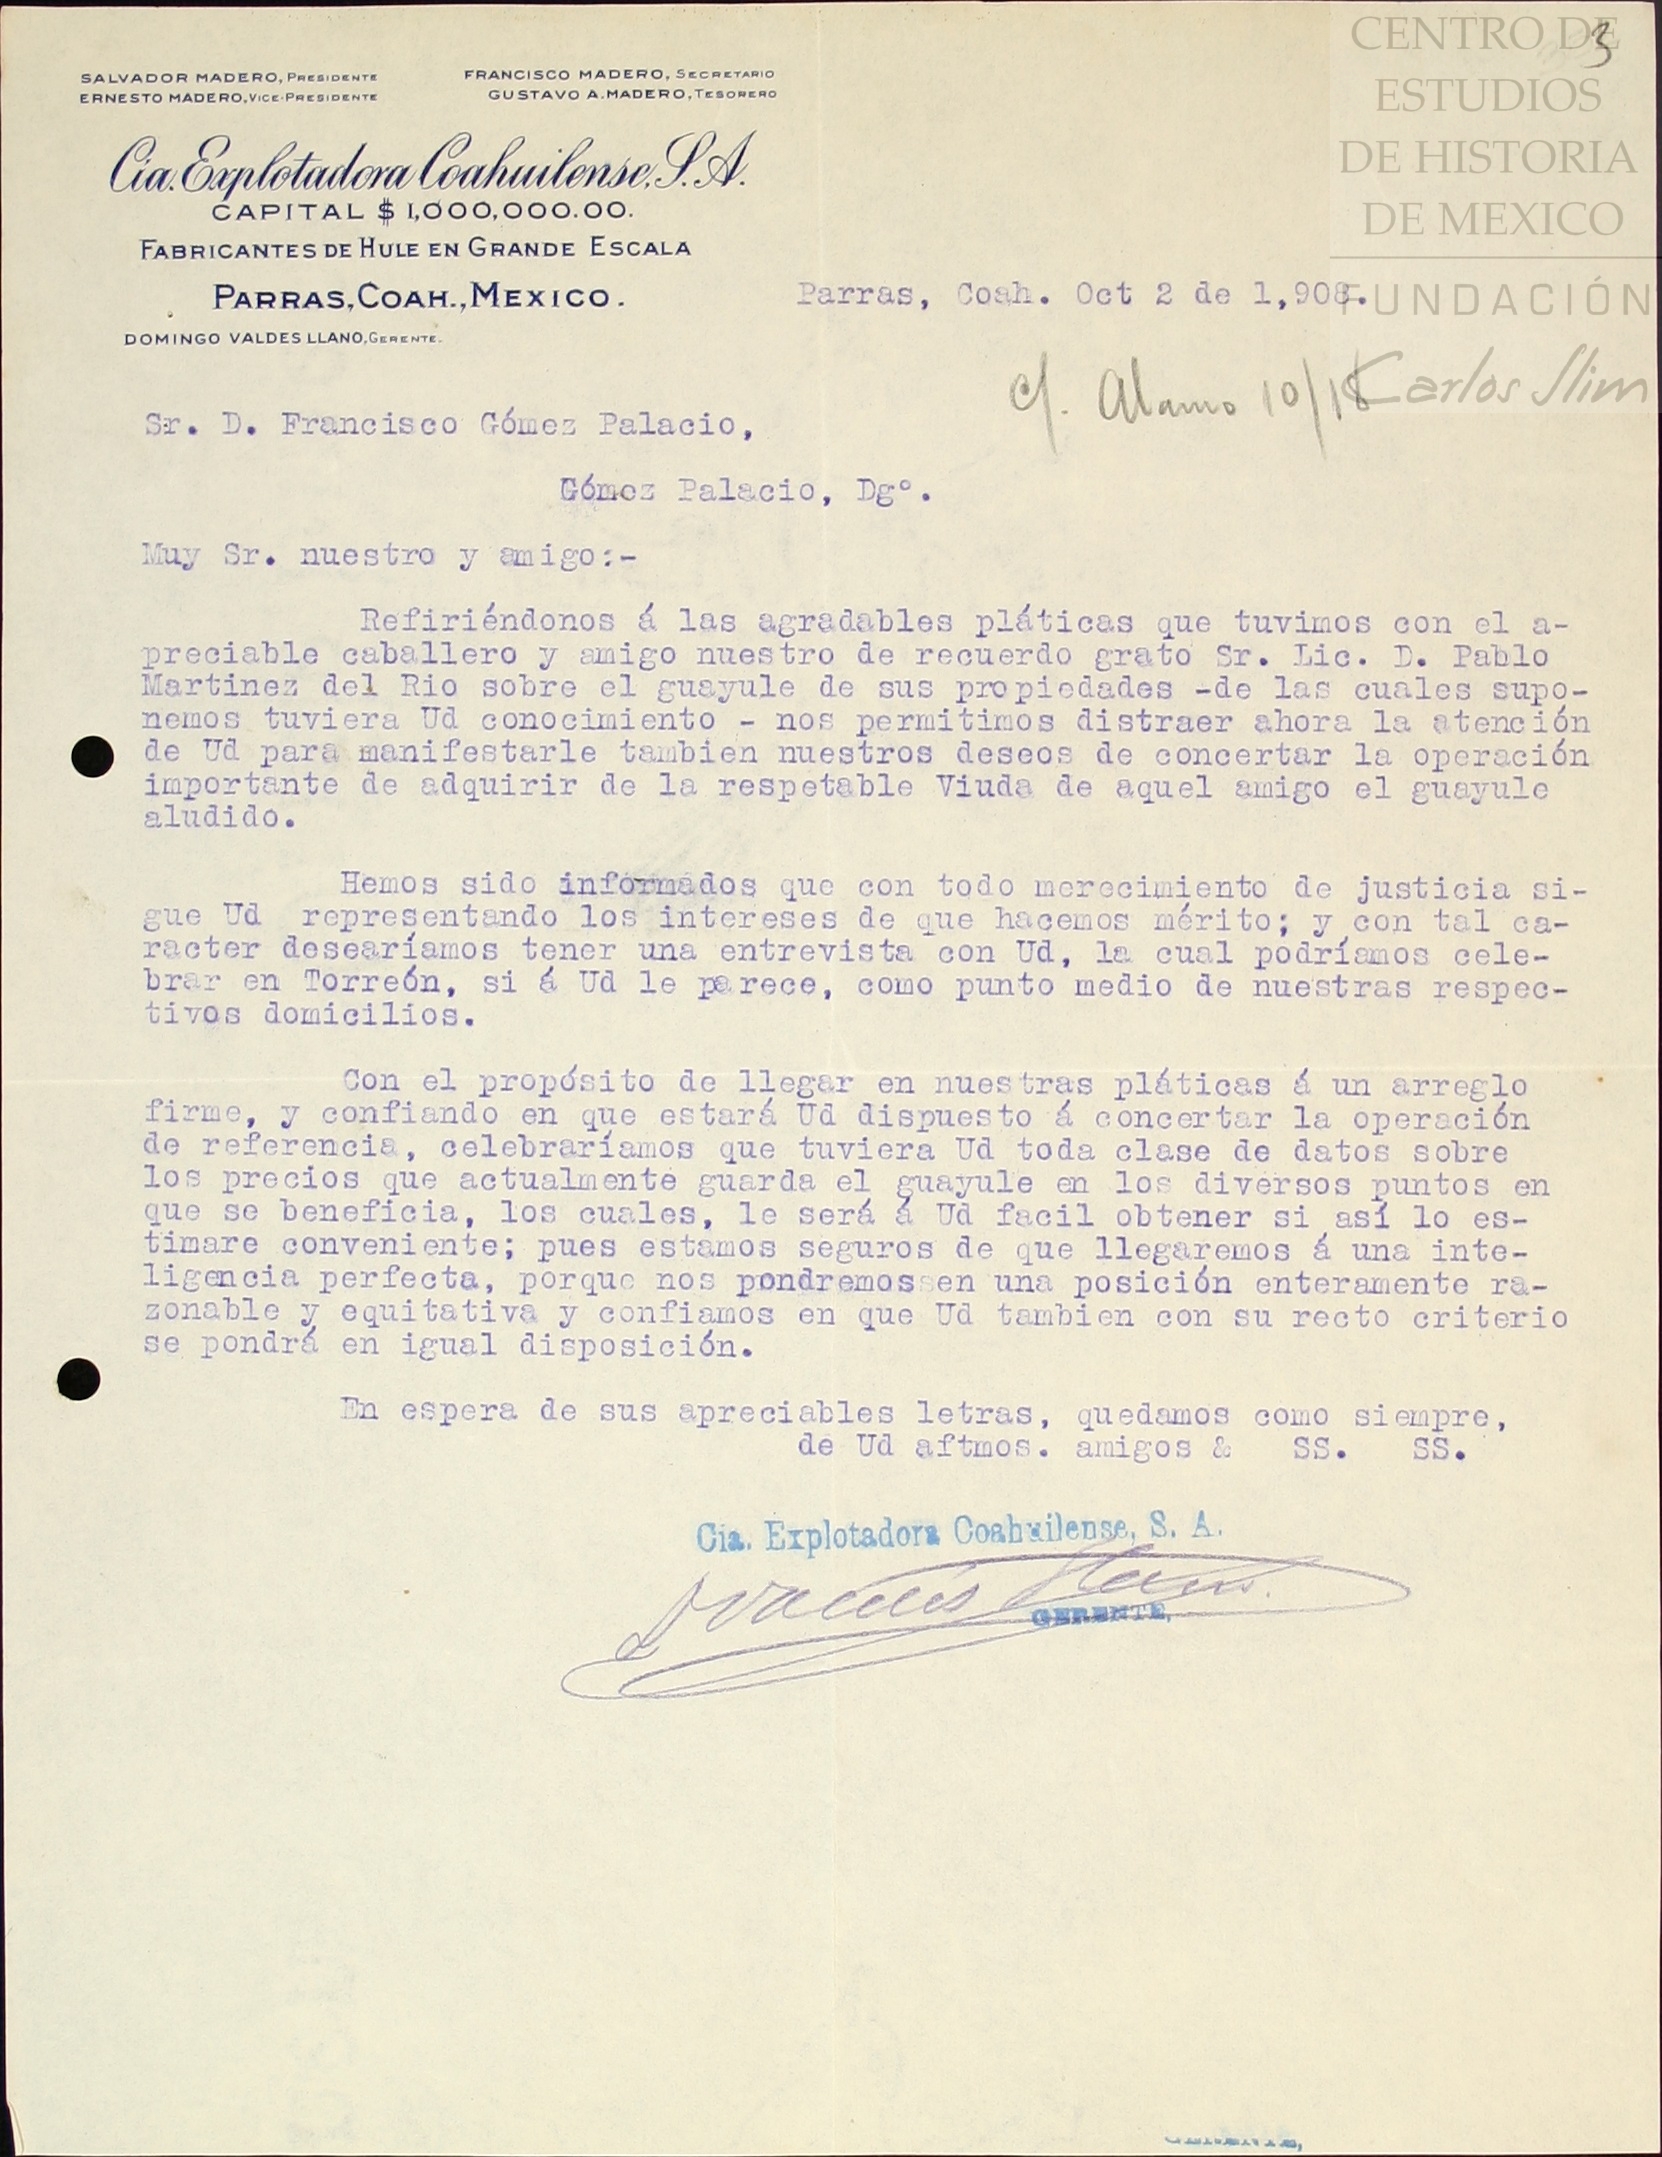 CENTRO DE
ESTUDIOS
DE HISTORIA
DE MEXICO
FUNDACIÓN
Carlos Slim
3
SALVADOR MADERO, PRESIDENTE
ERNESTO MADERO, VICE-PRESIDENTE
FRANCISCO MADERO, SECRETARIO
GUSTAVO A. MADERO, TESORERO
Cia. Explotadora Coahuilense, S. A.
CAPITAL $ 1,000,000.00.
FABRICANTES DE HULE EN GRANDE ESCALA
PARRAS, COAH., MEXICO.
DOMINGO VALDES LLANO, GERENTE.
Parras, Coah. Oct 2 de 1,908.
c/. Alamo 10/18
Sr. D. Francisco Gómez Palacio,
Gómez Palacio, Dg°.
Muy Sr. nuestro y amigo:-
Refiriéndonos á las agradables pláticas que tuvimos con el a-
preciable caballero y amigo nuestro de recuerdo grato Sr. Lic. D. Pablo
Martinez del Rio sobre el guayule de sus propiedades -de las cuales supo-
nemos tuviera Ud conocimiento - nos permitimos distraer ahora la atención
de Ud para manifestarle tambien nuestros deseos de concertar la operación
importante de adquirir de la respetable Viuda de aquel amigo el guayule
aludido.
Hemos sido informados que con todo merecimiento de justicia si-
gue Ud representando los intereses de que hacemos mérito; y con tal ca-
racter desearíamos tener una entrevista con Ud, la cual podríamos cele-
brar en Torreón, si á Ud le parece, como punto medio de nuestras respec-
tivos domicilios.
Con el propósito de llegar en nuestras pláticas á un arreglo
firme, y confiando en que estará Ud dispuesto á concertar la operación
de referencia, celebraríamos que tuviera Ud toda clase de datos sobre
los precios que actualmente guarda el guayule en los diversos puntos en
que se beneficia, los cuales, le será á Ud facil obtener si así lo es-
timare conveniente; pues estamos seguros de que llegaremos á una inte-
ligencia perfecta, porque nos pondremos en una posición enteramente ra-
zonable y equitativa y confiamos en que Ud tambien con su recto criterio
se pondrá en igual disposición.
En espera de sus apreciables letras, quedamos como siempre,
de Ud aftmos. amigos & SS. SS.
Cia. Explotadora Coahuilense, S. A.
D Valdes Llano.
GERENTE,
GERENTE,